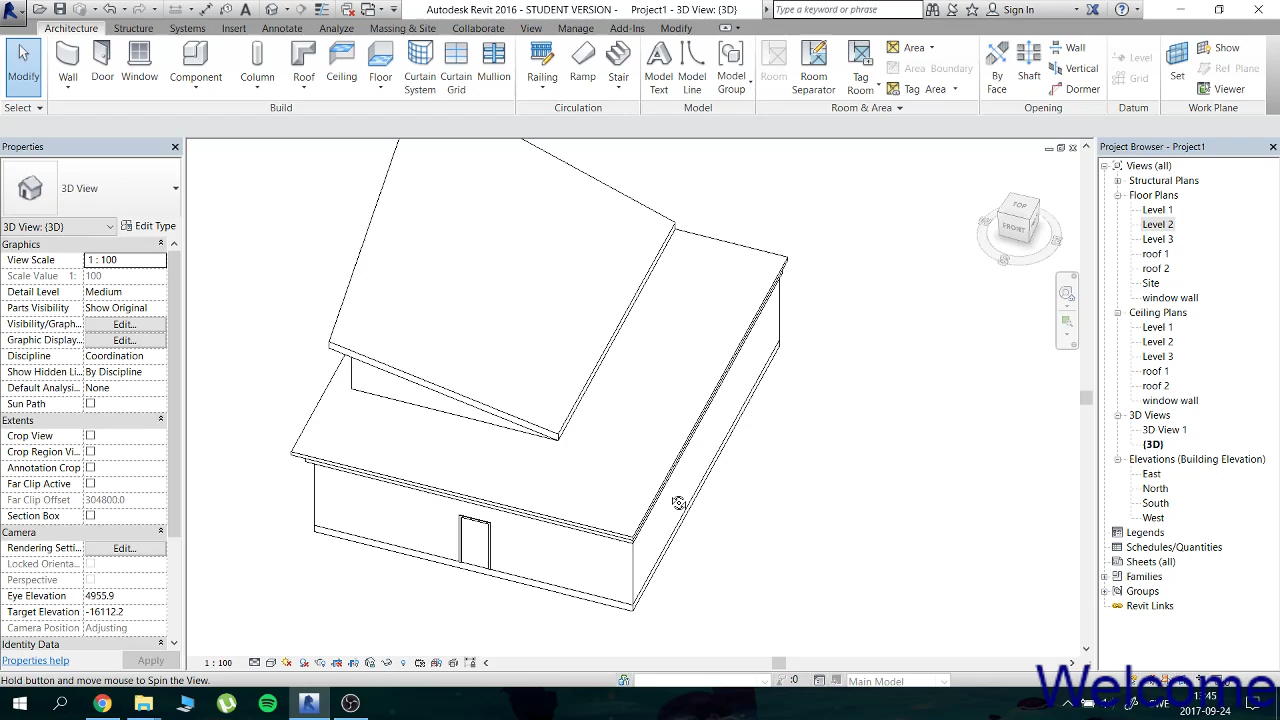 Autodesk Revit 2016 - STUDENT VERSION - Project1 - 3D View: {3D}
Type a keyword or phrase
Sign In
Architecture Structure Systems Insert Annotate Analyze Massing & Site Collaborate View Manage Add-Ins Modify
Modify
Wall Door Window Component Column Roof Ceiling Floor Curtain System Curtain Grid Mullion
Railing Ramp Stair
Model Text Model Line Model Group
Room Room Separator Tag Room
Area
Area Boundary
Tag Area
By Face Shaft
Wall
Vertical
Dormer
Level
Grid
Set
Show
Ref Plane
Viewer
Select Build Circulation Model Room & Area Opening Datum Work Plane
Properties
3D View
3D View: {3D}
Edit Type
Graphics
View Scale 1 : 100
Scale Value 1: 100
Detail Level Medium
Parts Visibility Show Original
Visibility/Graph... Edit...
Graphic Display... Edit...
Discipline Coordination
Show Hidden Li... By Discipline
Default Analysi... None
Sun Path
Extents
Crop View
Crop Region Vi...
Annotation Crop
Far Clip Active
Far Clip Offset 304800.0
Section Box
Camera
Rendering Setti... Edit...
Locked Orienta...
Perspective
Eye Elevation 4955.9
Target Elevation -16112.2
Camera Position Adjusting
Identity Data
Properties help
Apply
TOP
FRONT
Project Browser - Project1
Views (all)
Structural Plans
Floor Plans
Level 1
Level 2
Level 3
roof 1
roof 2
Site
window wall
Ceiling Plans
Level 1
Level 2
Level 3
roof 1
roof 2
window wall
3D Views
3D View 1
{3D}
Elevations (Building Elevation)
East
North
South
West
Legends
Schedules/Quantities
Sheets (all)
Families
Groups
Revit Links
1 : 100
Hold button and move mouse to Spin the View.
:0
Main Model
Welcome
SWE
13:45
2017-09-24